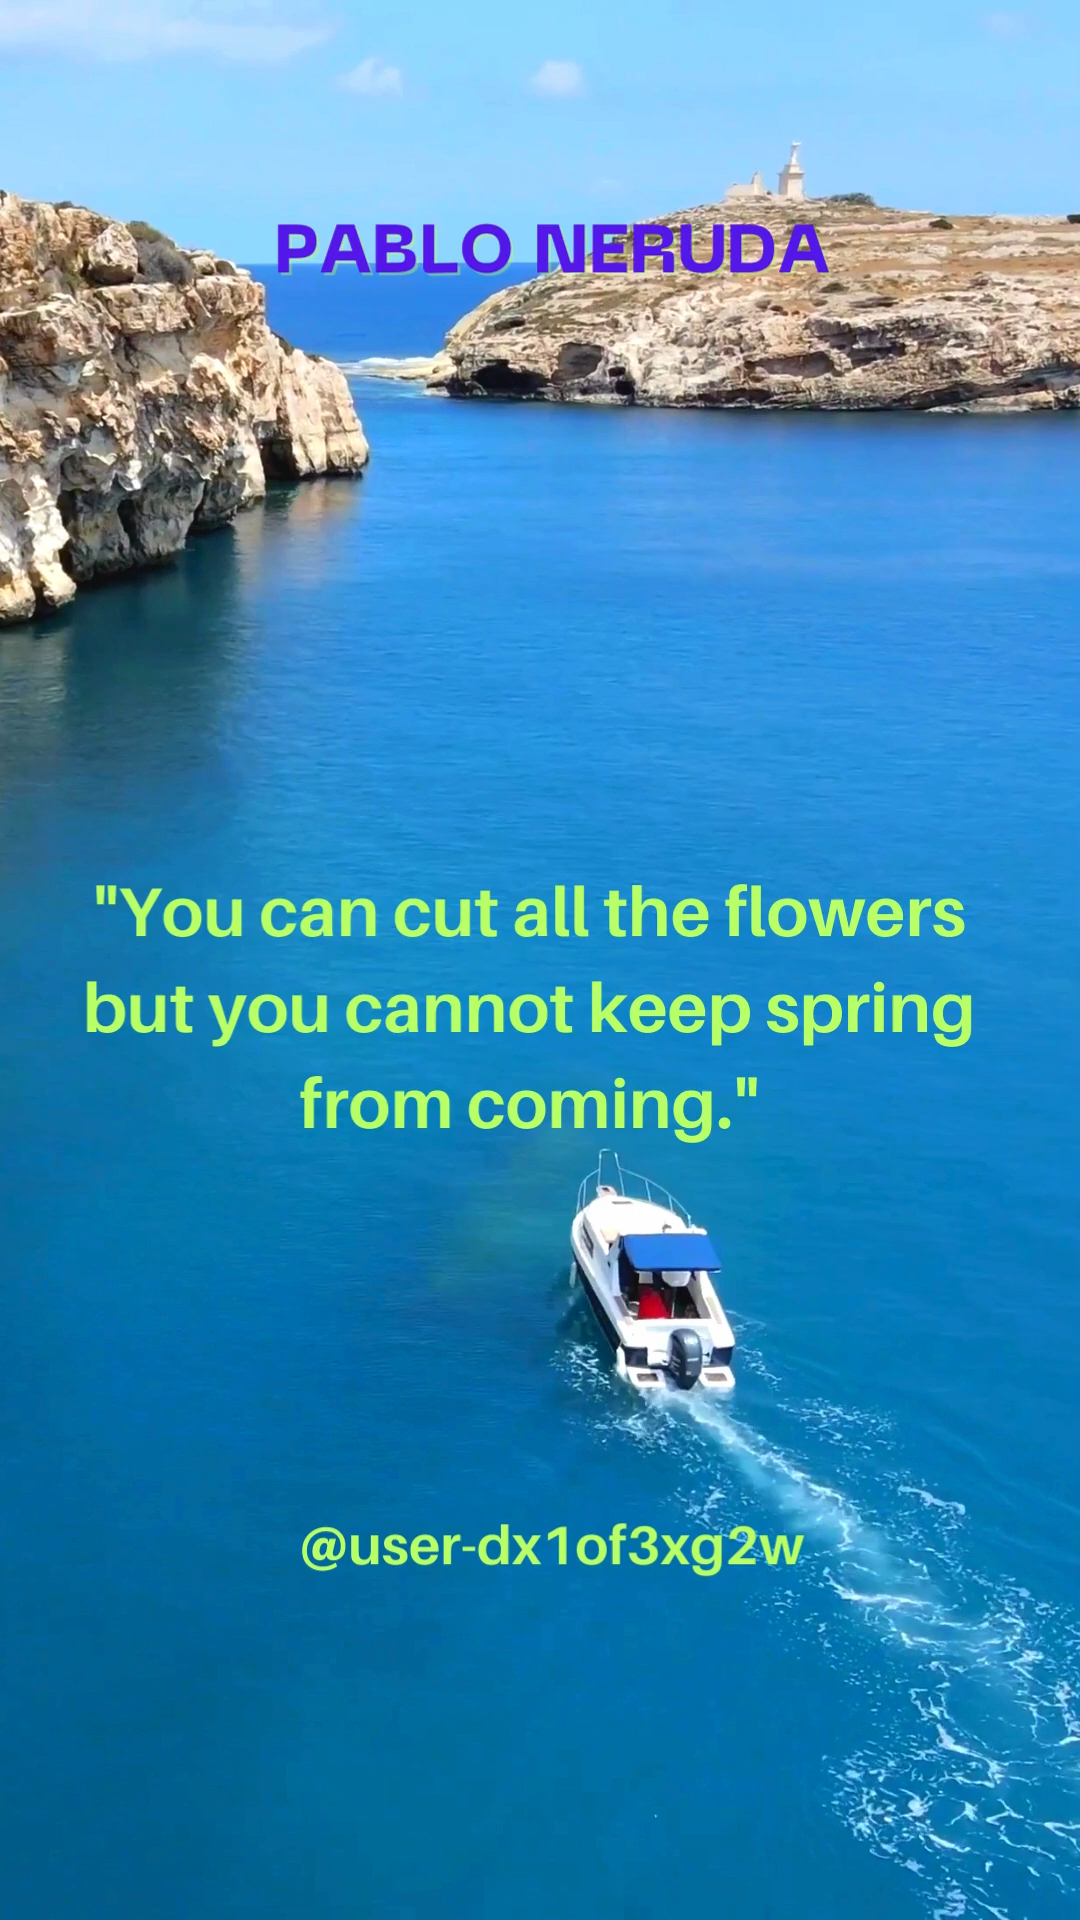 PABLO NERUDA
"You can cut all the flowers
but you cannot keep spring
from coming."
@user-dx1of3xg2w